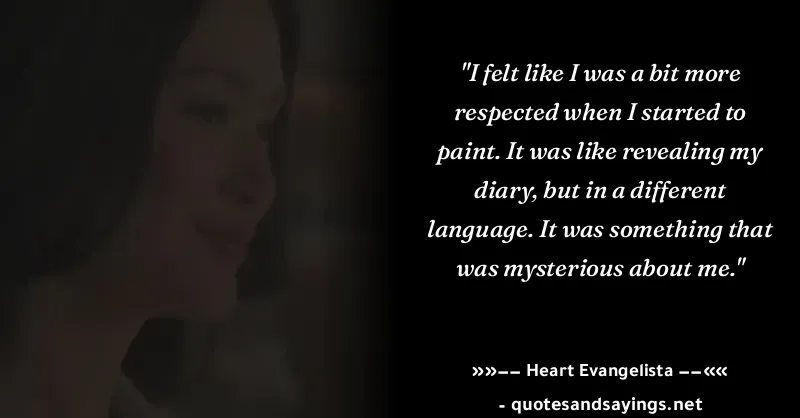 "I felt like I was a bit more
respected when I started to
paint. It was like revealing my
diary, but in a different
language. It was something that
was mysterious about me."
»»−− Heart Evangelista −−««
- quotesandsayings.net